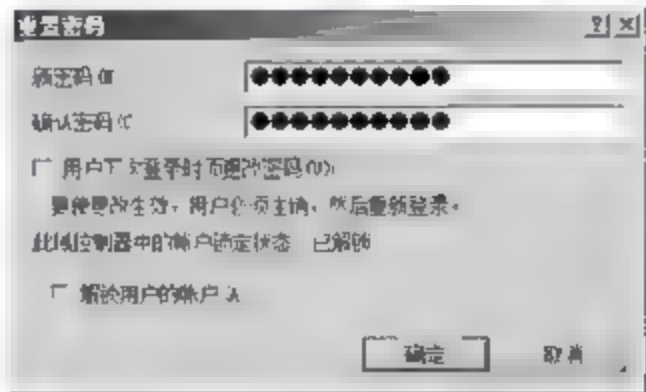 重置密码
新密码(N)
●●●●●●●●●●
确认密码(C
●●●●●●●●●●
用户下次登录时须更改密码(U)
要使更改生效，用户必须注销，然后重新登录。
此域控制器中的帐户锁定状态 已解锁
解锁用户的帐户
确定
取消